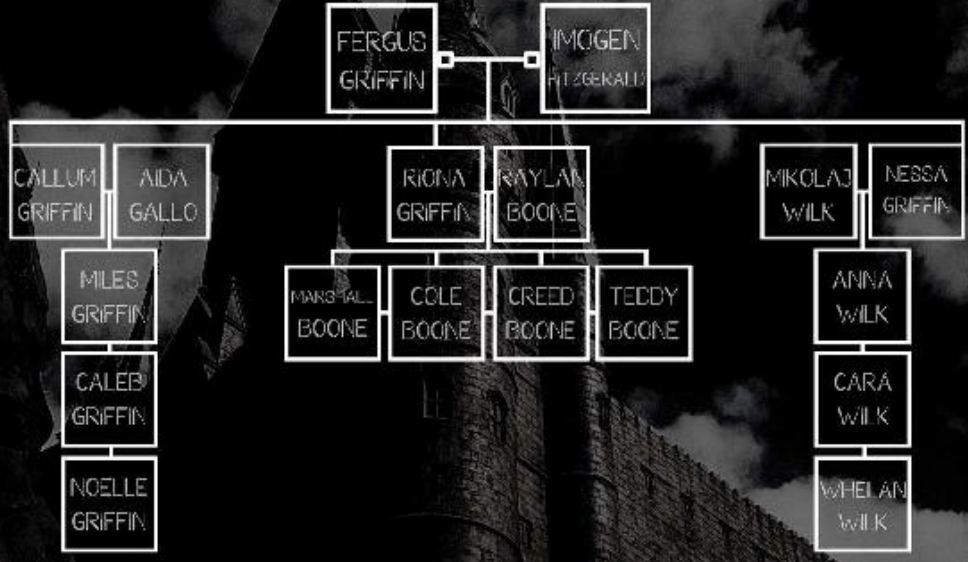 FERGUS
GRIFFIN
IMOGEN
FITZGERALD
CALLUM
GRIFFIN
AIDA
GALLO
RIONA
GRIFFIN
RAYLAN
BOONE
MIKOLAJ
WILK
NESSA
GRIFFIN
MILES
GRIFFIN
MARSHALL
BOONE
COLE
BOONE
CREED
BOONE
TEDDY
BOONE
ANNA
WILK
CALEB
GRIFFIN
CARA
WILK
NOELLE
GRIFFIN
WHELAN
WILK